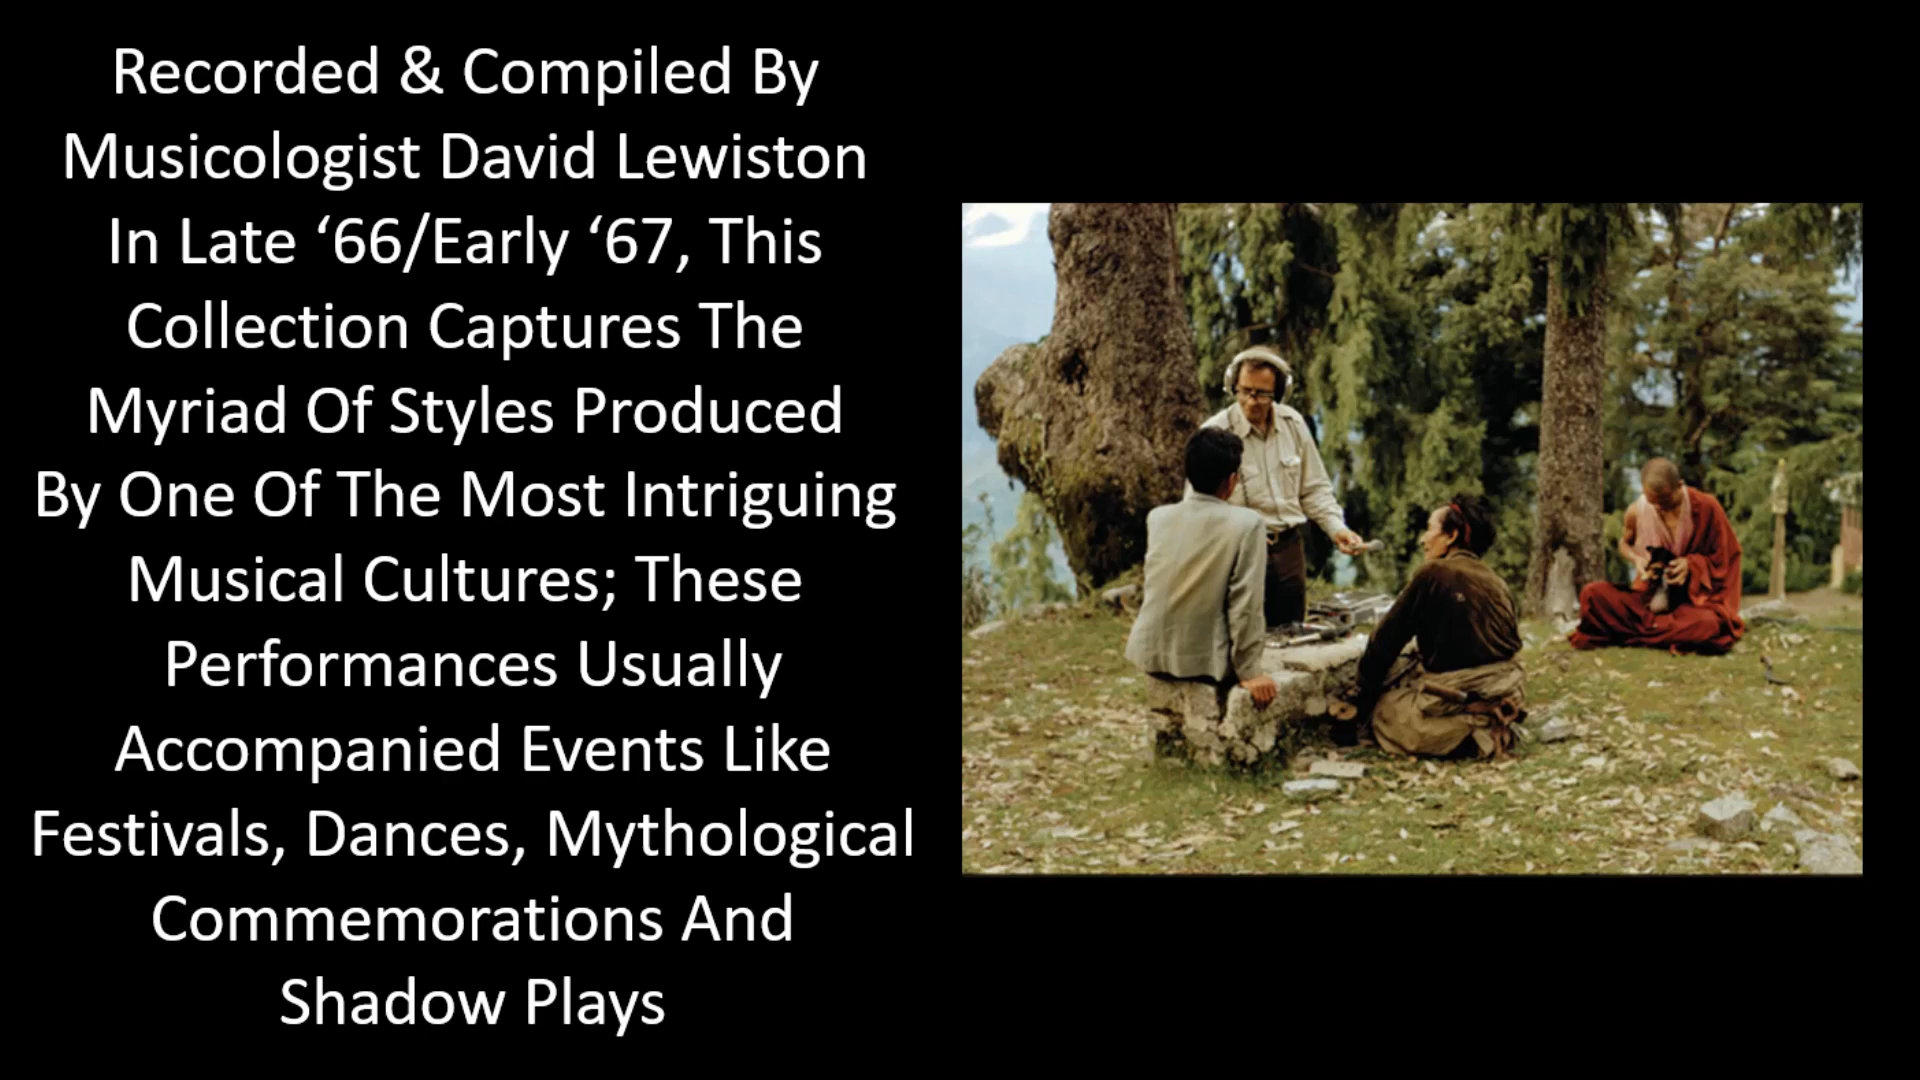 Recorded & Compiled By
Musicologist David Lewiston
In Late ‘66/Early ‘67, This
Collection Captures The
Myriad Of Styles Produced
By One Of The Most Intriguing
Musical Cultures; These
Performances Usually
Accompanied Events Like
Festivals, Dances, Mythological
Commemorations And
Shadow Plays